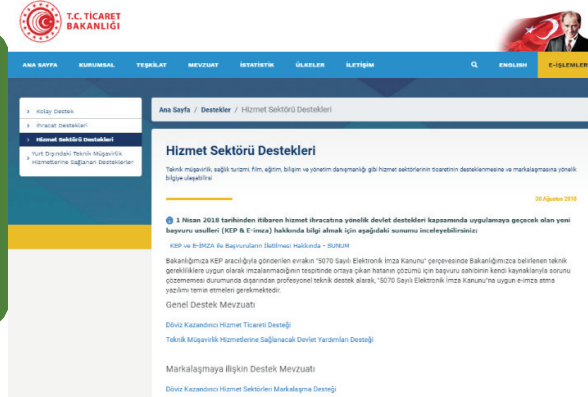 T.C. TİCARET
BAKANLIĞI
ANA SAYFA KURUMSAL TEŞKİLAT MEVZUAT İSTATİSTİK ÜLKELER İLETİŞİM ENGLISH E-İŞLEMLER
Kolay Destek
İhracat Destekleri
Hizmet Sektörü Destekleri
Yurt Dışındaki Teknik Müşavirlik
Hizmetlerine Sağlanan Destekler
Ana Sayfa / Destekler / Hizmet Sektörü Destekleri
Hizmet Sektörü Destekleri
Teknik müşavirlik, sağlık turizmi, film, eğitim, bilişim ve yönetim danışmanlığı gibi hizmet sektörlerinin ticaretinin desteklenmesine ve markalaşmasına yönelik
bilgiye ulaşabilirsi
30 Ağustos 2018
1 Nisan 2018 tarihinden itibaren hizmet ihracatına yönelik devlet destekleri kapsamında uygulamaya geçecek olan yeni
başvuru usulleri (KEP & E-imza) hakkında bilgi almak için aşağıdaki sunumu inceleyebilirsiniz:
KEP ve E-İMZA ile Başvuruların İletilmesi Hakkında - SUNUM
Bakanlığımıza KEP aracılığıyla gönderilen evrakın "5070 Sayılı Elektronik İmza Kanunu" çerçevesinde Bakanlığımızca belirlenen teknik
gerekliliklere uygun olarak imzalanmadığının tespitinde ortaya çıkan hatanın çözümü için başvuru sahibinin kendi kaynaklarıyla sorunu
çözememesi durumunda dışarından profesyonel teknik destek alarak, "5070 Sayılı Elektronik İmza Kanunu"na uygun e-imza atma
yazılımı temin etmeleri gerekmektedir.
Genel Destek Mevzuatı
Döviz Kazandırıcı Hizmet Ticareti Desteği
Teknik Müşavirlik Hizmetlerine Sağlanacak Devlet Yardımları Desteği
Markalaşmaya İlişkin Destek Mevzuatı
Döviz Kazandırıcı Hizmet Sektörleri Markalaşma Desteği